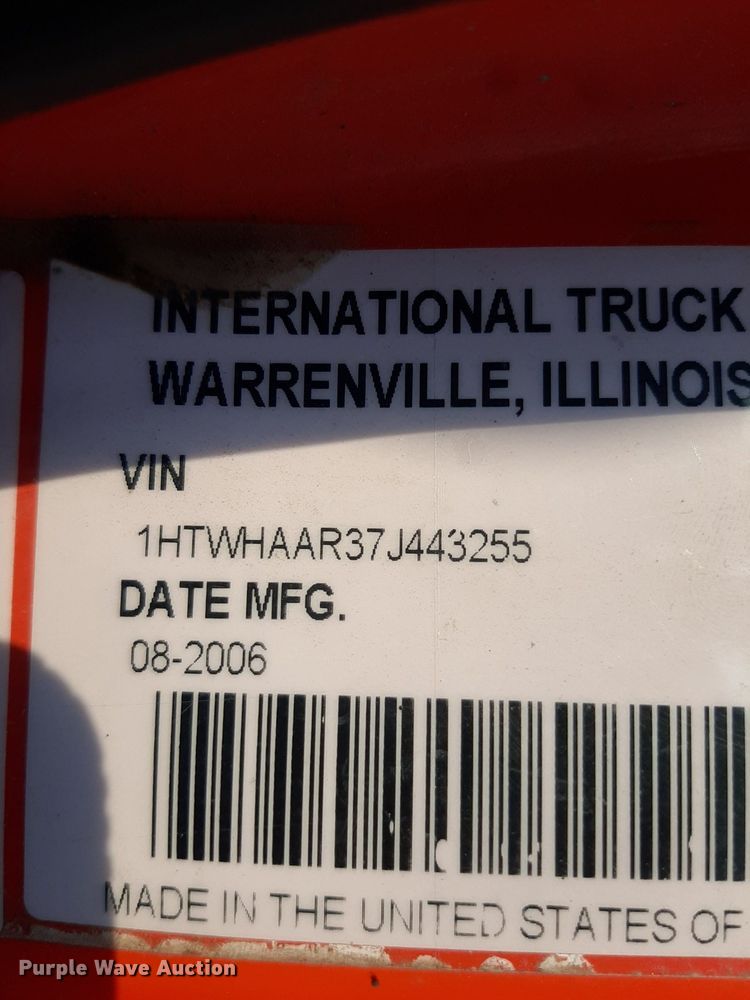 INTERNATIONAL TRUCK
WARRENVILLE, ILLINOIS
VIN
1HTWHAAR37J443255
DATE MFG.
08-2006
MADE IN THE UNITED STATES OF
Purple Wave Auction